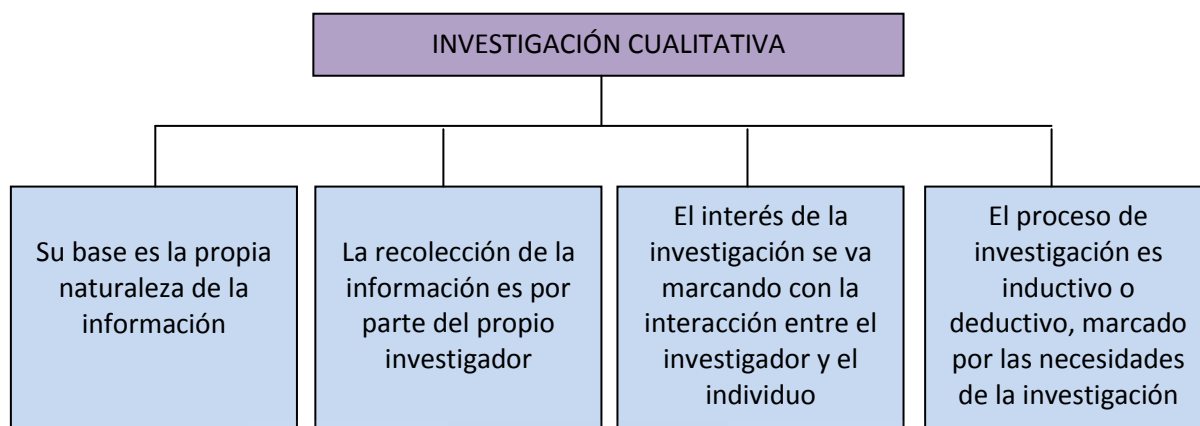 INVESTIGACIÓN CUALITATIVA
Su base es la propia
naturaleza de la
información
La recolección de la
información es por
parte del propio
investigador
El interés de la
investigación se va
marcando con la
interacción entre el
investigador y el
individuo
El proceso de
investigación es
inductivo o
deductivo, marcado
por las necesidades
de la investigación